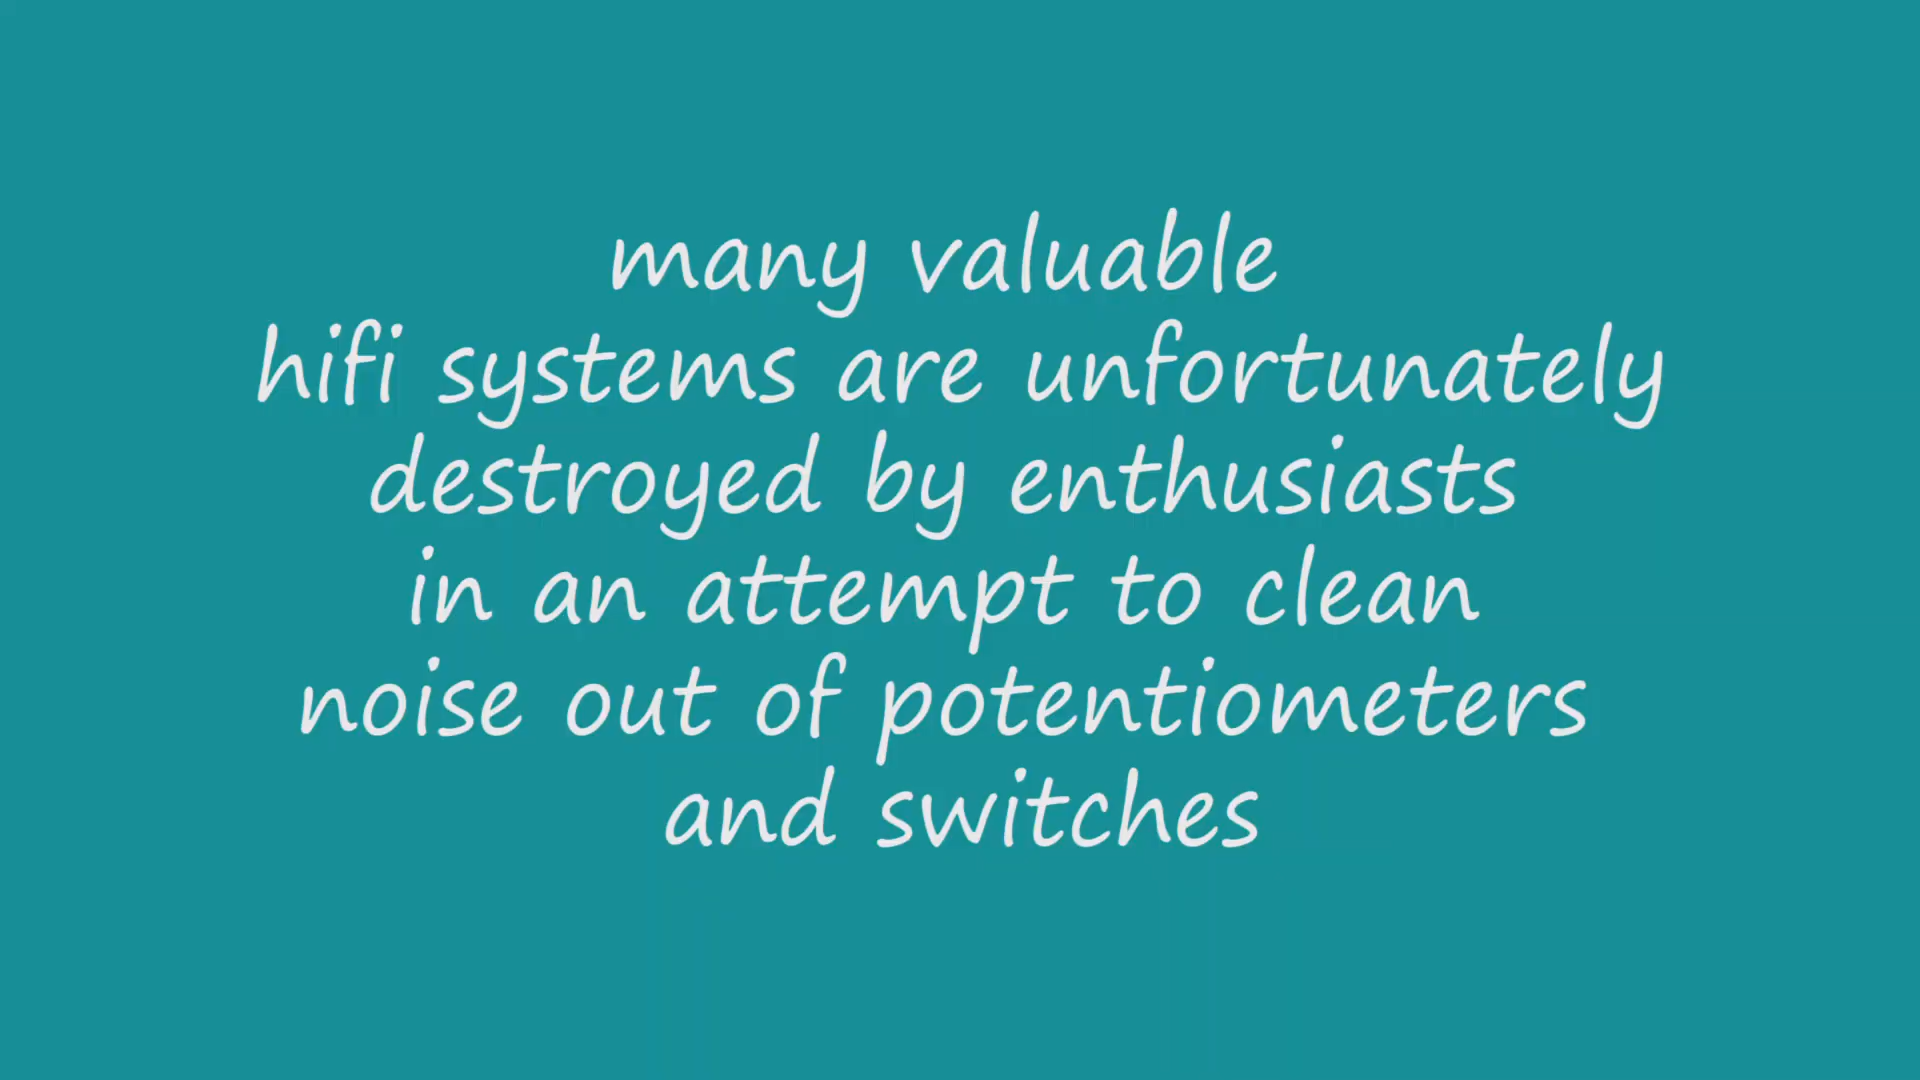 many valuable
hifi systems are unfortunately
destroyed by enthusiasts
in an attempt to clean
noise out of potentiometers
and switches